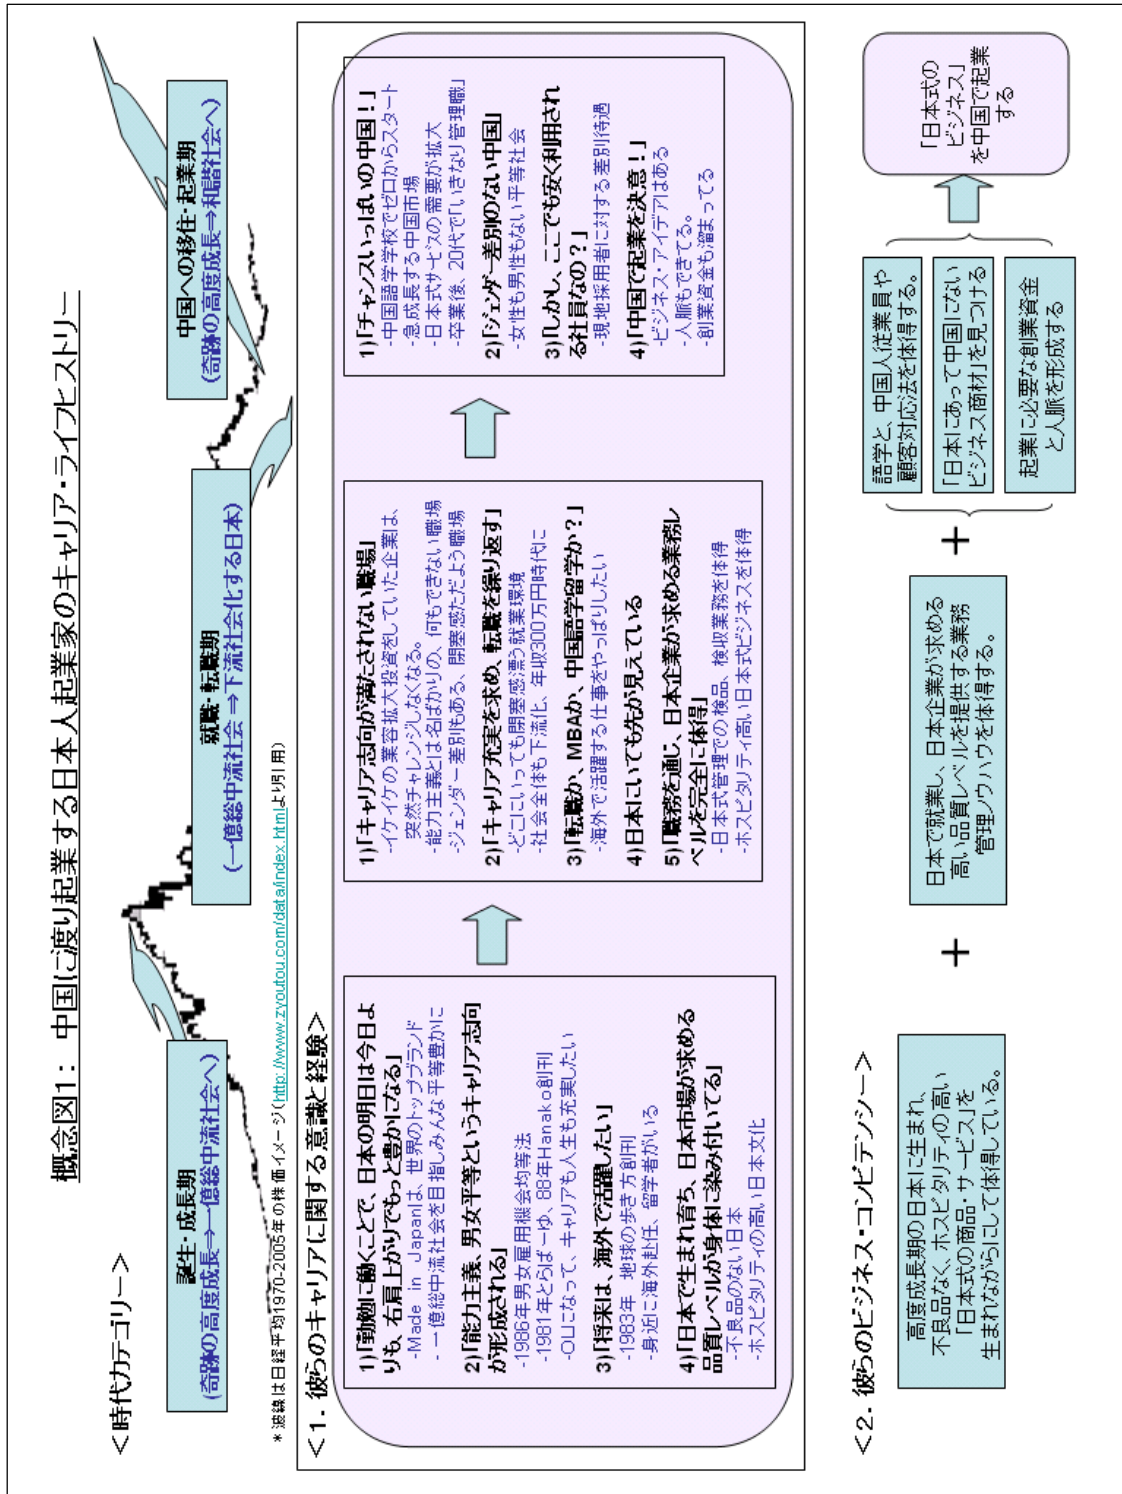 概念図1: 中国に渡り起業する日本人起業家のキャリア・ライフヒストリー
＜時代カテゴリー＞
誕生・成長期
(奇跡の高度成長→一億総中流社会へ)
就職・転職期
(一億総中流社会⇒下流社会化する日本)
中国への移住・起業期
(奇跡の高度成長⇒和諧社会へ)
*波線は日経平均1970-2005年の株価イメージ(http://www.zyoutou.com/data/index.htmlより引用)
＜1. 彼らのキャリアに関する意識と経験＞
1)「勤勉に働くことで、日本の明日は今日よ
りも、右肩上がりでもっと豊かになる」
-Made in Japanは、世界のトップブランド
- 一億総中流社会を目指しみんな平等豊かに
2)「能力主義、男女平等というキャリア志向
が形成される」
-1986年男女雇用機会均等法
-1981年とらばーゆ、88年Hanako創刊
-OLになって、キャリアも人生も充実したい
3)「将来は、海外で活躍したい」
-1983年 地球の歩き方創刊
-身近に海外赴任、留学者がいる
4)「日本で生まれ育ち、日本市場が求める
品質レベルが身体に染み付いてる」
-不良品のない日本
-ホスピタリティの高い日本文化
1)「キャリア志向が満たされない職場」
-イケイケの業容拡大投資をしていた企業は、
突然チャレンジしなくなる。
-能力主義とは名ばかりの、何もできない職場
-ジェンダー差別もある、閉塞感ただよう職場
2)「キャリア充実を求め、転職を繰り返す」
-どこにいっても閉塞感漂う就業環境
-社会全体も下流化、年収300万円時代に
3)「転職か、MBAか、中国語学留学か?」
-海外で活躍する仕事をやっぱりしたい
4)日本にいても先が見えている
5)「職務を通し、日本企業が求める業務レ
ベルを完全に体得」
-日本式管理での検品、検収業務を体得
-ホスピタリティ高い日本式ビジネスを体得
1)「チャンスいっぱいの中国！」
-中国語学学校でゼロからスタート
-急成長する中国市場
-日本式サービスの需要が拡大
-卒業後、20代で「いきなり管理職」
2)「ジェンダー差別のない中国」
-女性も男性もない平等社会
3)「しかし、ここでも安く利用され
る社員なの?」
-現地採用者に対する差別待遇
4)「中国で起業を決意！」
ビジネス・アイデアはある
-人脈もできてる。
-創業資金も溜まってる
＜2. 彼らのビジネス・コンピテンシー＞
高度成長期の日本に生まれ、
不良品なく、ホスピタリティの高い
「日本式の商品・サービス」を
生まれながらにして体得している。
+
日本で就業し、日本企業が求める
高い品質レベルを提供する業務
管理ノウハウを体得する。
+
語学と、中国人従業員や
顧客対応法を体得する。
「日本にあって中国にない
ビジネス商材」を見つける
起業に必要な創業資金
と人脈を形成する
「日本式の
ビジネス」
を中国で起業
する